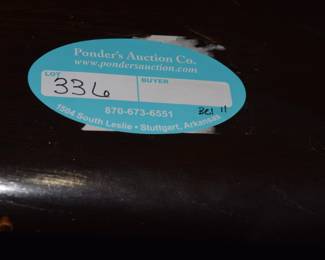 Ponder's Auction Co.
www.pondersauction.com
LOT
BUYER
336
870-673-6551
1504 South Leslie • Stuttgart, Arkansas